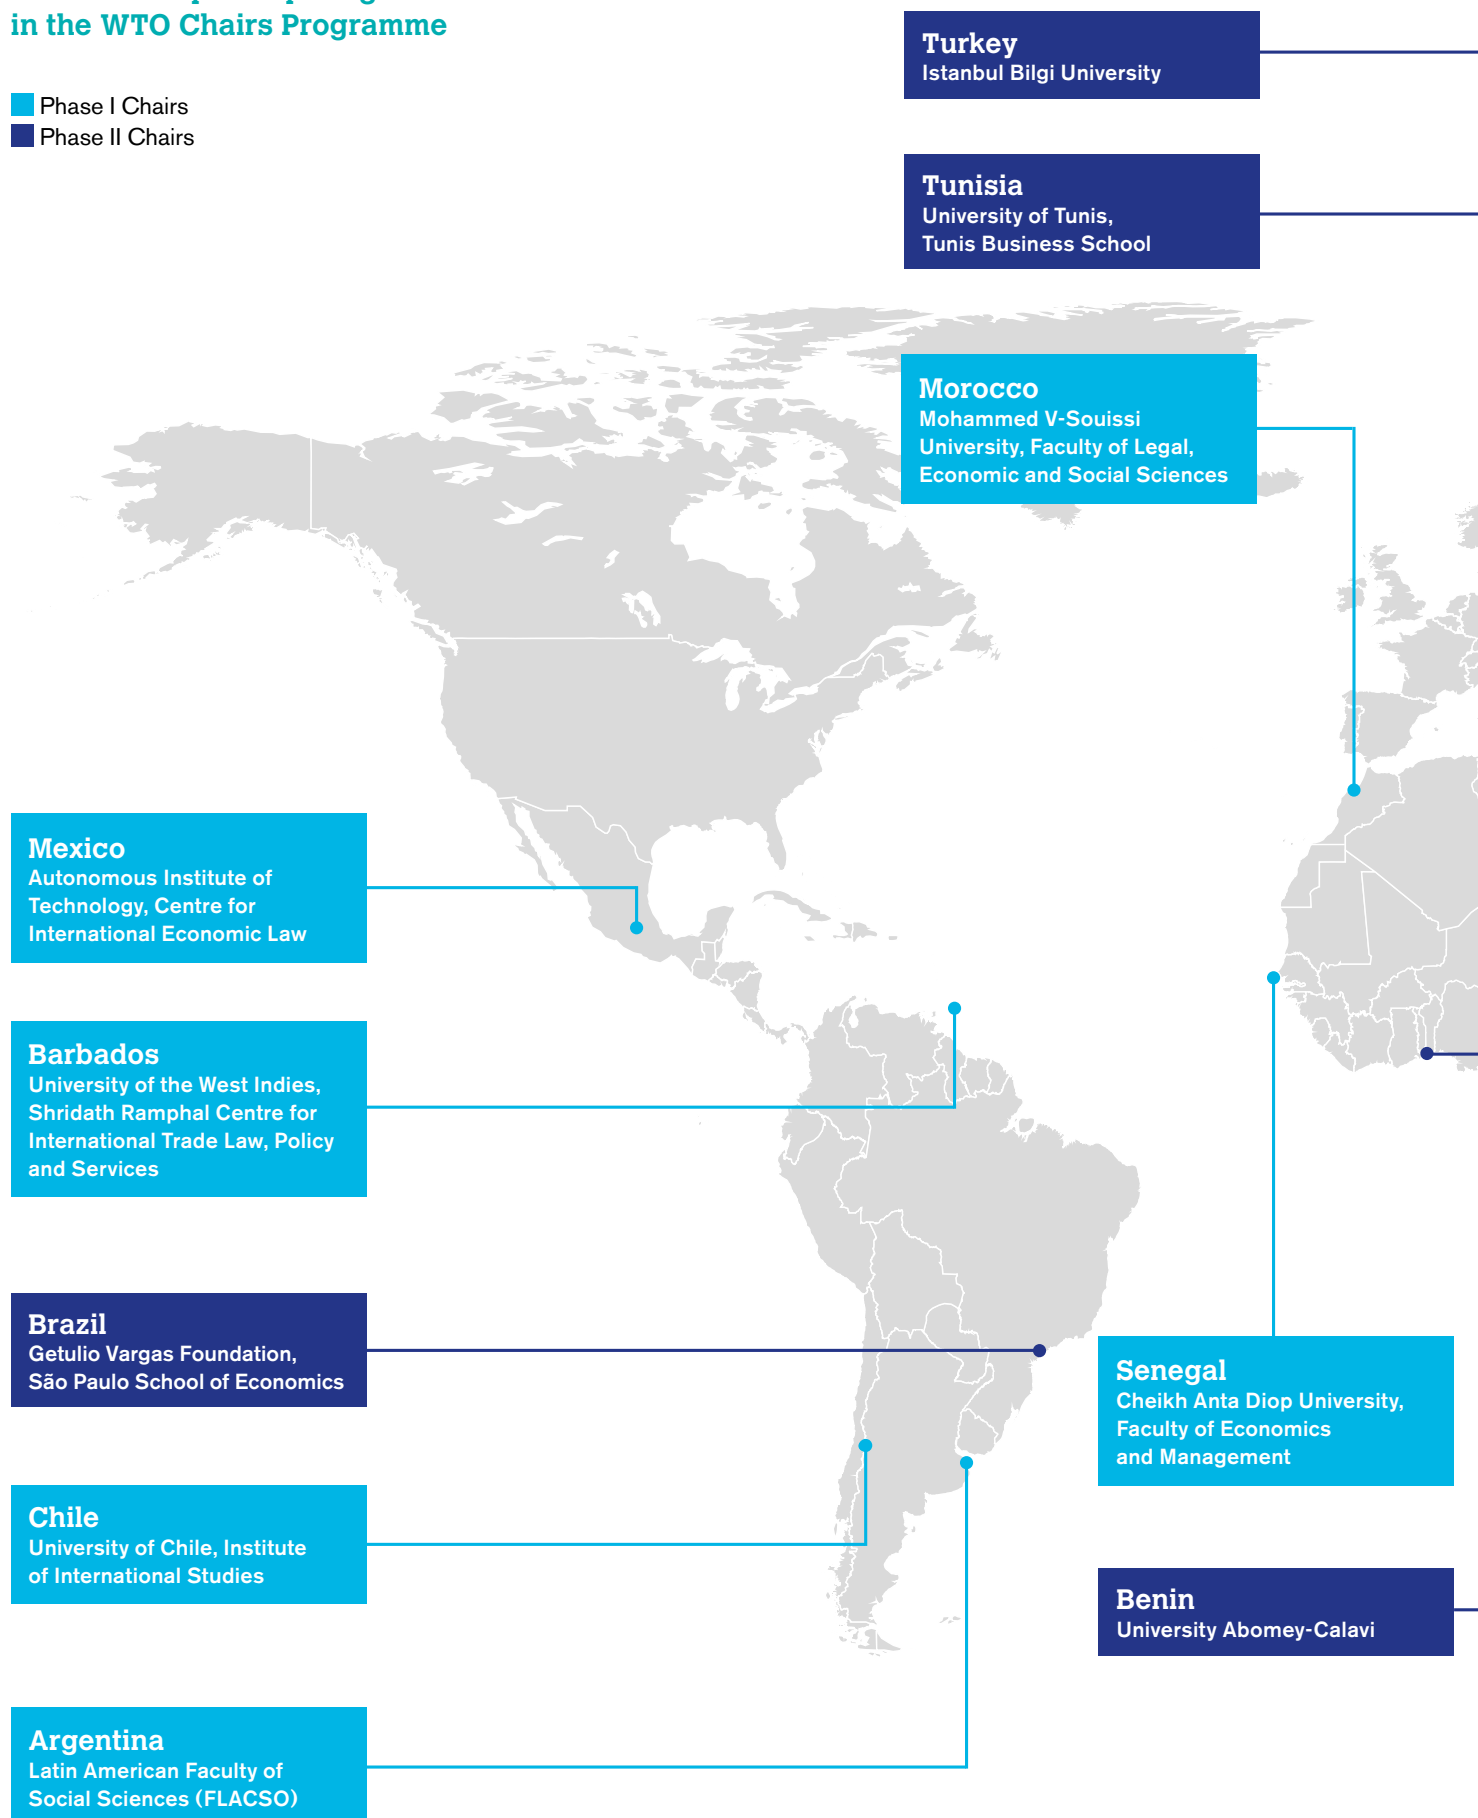 in the WTO Chairs Programme
Phase I Chairs
Phase II Chairs
Turkey
Istanbul Bilgi University
Tunisia
University of Tunis,
Tunis Business School
Morocco
Mohammed V-Souissi
University, Faculty of Legal,
Economic and Social Sciences
Mexico
Autonomous Institute of
Technology, Centre for
International Economic Law
Barbados
University of the West Indies,
Shridath Ramphal Centre for
International Trade Law, Policy
and Services
Brazil
Getulio Vargas Foundation,
São Paulo School of Economics
Senegal
Cheikh Anta Diop University,
Faculty of Economics
and Management
Chile
University of Chile, Institute
of International Studies
Benin
University Abomey-Calavi
Argentina
Latin American Faculty of
Social Sciences (FLACSO)